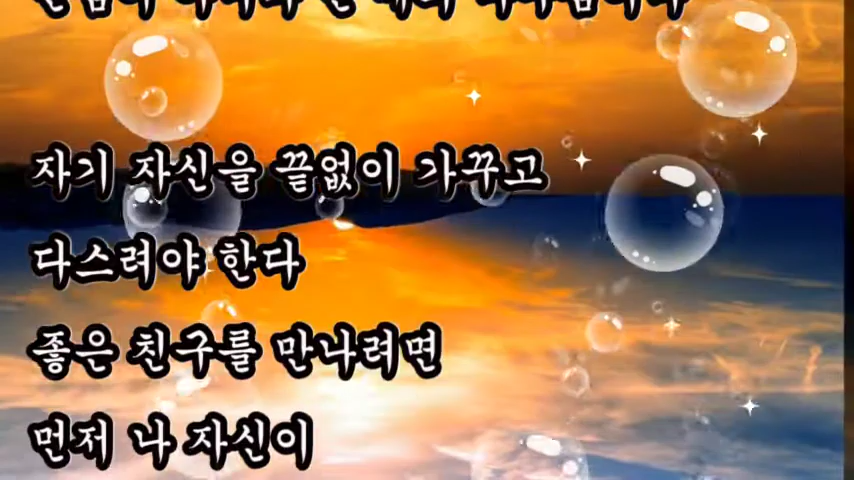 자기 자신을 끝없이 가꾸고
다스려야 한다
좋은 친구를 만나려면
먼저 나 자신이